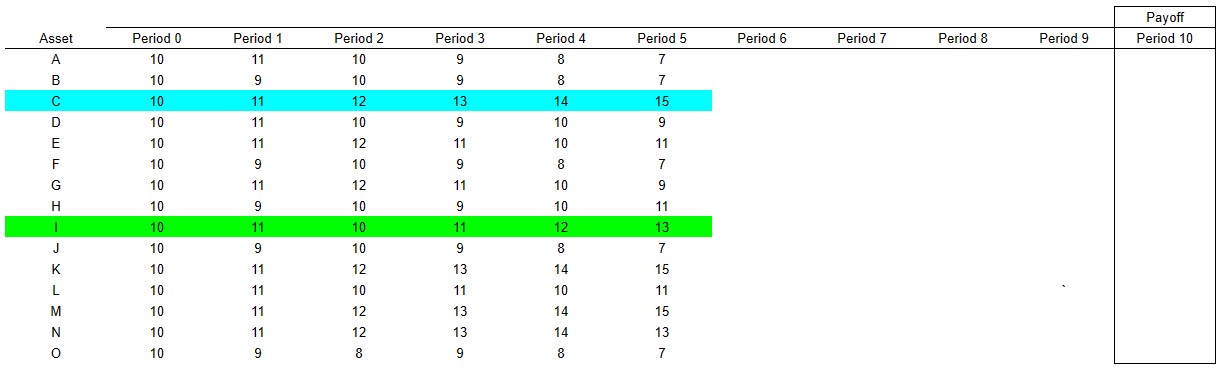 Payoff
Asset Period 0 Period 1 Period 2 Period 3 Period 4 Period 5 Period 6 Period 7 Period 8 Period 9 Period 10
A 10 11 10 9 8 7
B 10 9 10 9 8 7
C 10 11 12 13 14 15
D 10 11 10 9 10 9
E 10 11 12 11 10 11
F 10 9 10 9 8 7
G 10 11 12 11 10 9
H 10 9 10 9 10 11
I 10 11 10 11 12 13
J 10 9 10 9 8 7
K 10 11 12 13 14 15
L 10 11 10 11 10 11 `
M 10 11 12 13 14 15
N 10 11 12 13 14 13
O 10 9 8 9 8 7